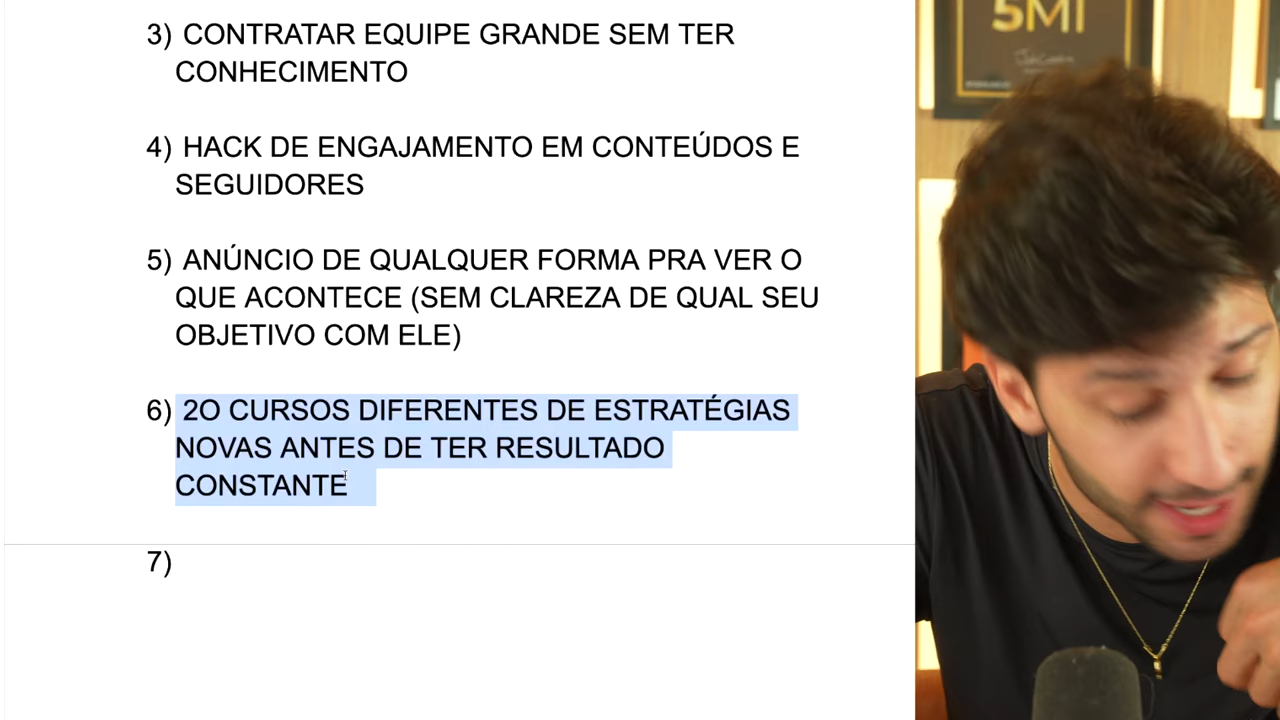 3) CONTRATAR EQUIPE GRANDE SEM TER
CONHECIMENTO
4) HACK DE ENGAJAMENTO EM CONTEÚDOS E
SEGUIDORES
5) ANÚNCIO DE QUALQUER FORMA PRA VER O
QUE ACONTECE (SEM CLAREZA DE QUAL SEU
OBJETIVO COM ELE)
6) 2O CURSOS DIFERENTES DE ESTRATÉGIAS
NOVAS ANTES DE TER RESULTADO
CONSTANTE
7)
5MI